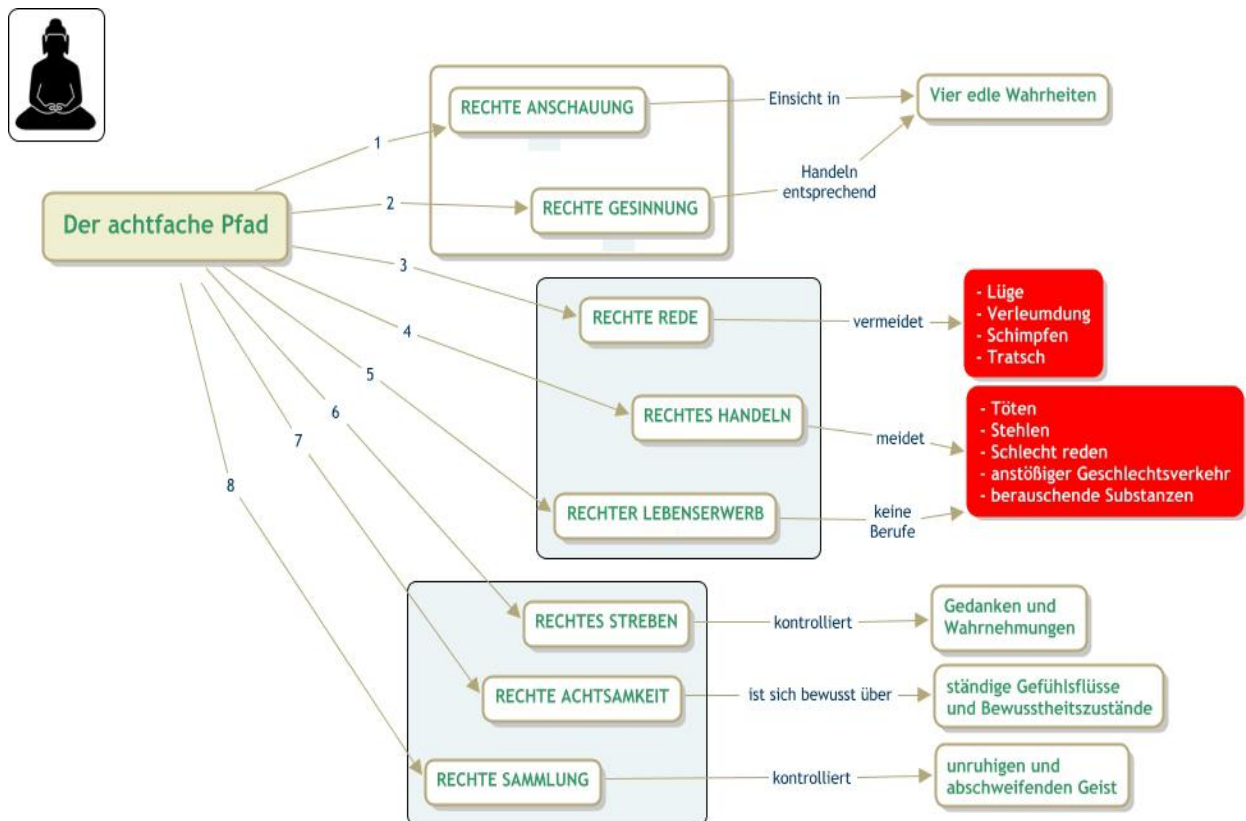 Der achtfache Pfad
1
RECHTE ANSCHAUUNG
Einsicht in
Vier edle Wahrheiten
2
RECHTE GESINNUNG
Handeln
entsprechend
3
RECHTE REDE
vermeidet
- Lüge
- Verleumdung
- Schimpfen
- Tratsch
4
RECHTES HANDELN
meidet
- Töten
- Stehlen
- Schlecht reden
- anstößiger Geschlechtsverkehr
- berauschende Substanzen
5
RECHTER LEBENSERWERB
keine
Berufe
6
RECHTES STREBEN
kontrolliert
Gedanken und
Wahrnehmungen
7
RECHTE ACHTSAMKEIT
ist sich bewusst über
ständige Gefühlsflüsse
und Bewusstheitszustände
8
RECHTE SAMMLUNG
kontrolliert
unruhigen und
abschweifenden Geist